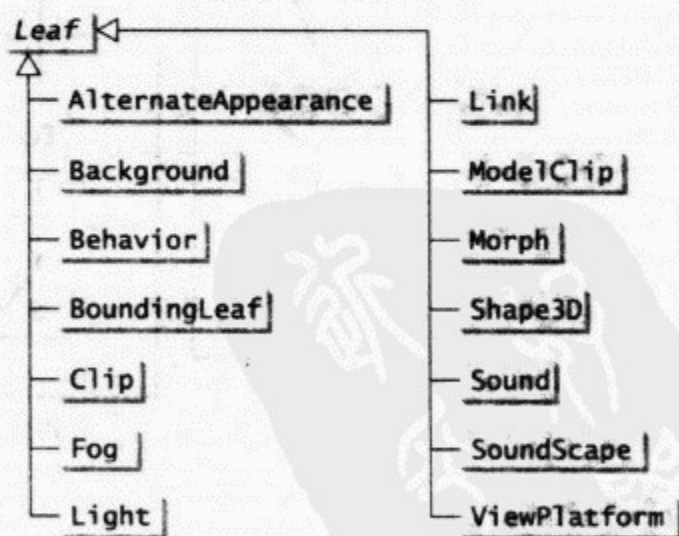 Leaf
AlternateAppearance
Background
Behavior
BoundingLeaf
Clip
Fog
Light
Link
ModelClip
Morph
Shape3D
Sound
SoundScape
ViewPlatform